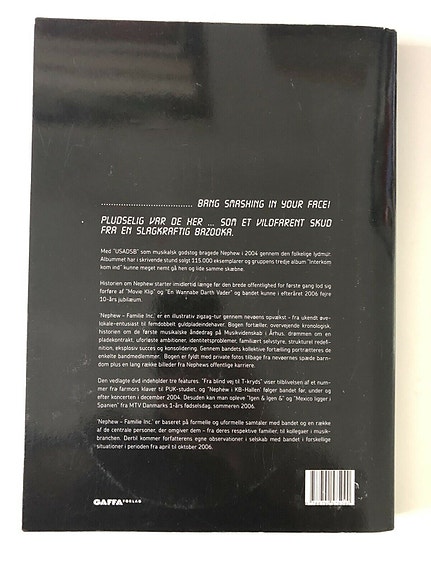 ............................................ BANG SMASHING IN YOUR FACE!
PLUDSELIG VAR DE HER ... SOM ET VILDFARENT SKUD
FRA EN SLAGKRAFTIG BAZOOKA.
Med "USADSB" som musikalsk godstog bragede Nephew i 2004 gennem den folkelige lydmur.
Albummet har i skrivende stund solgt 115.000 eksemplarer og gruppens tredje album "Interkom
kom ind" kunne meget nemt gå hen og lide samme skæbne.
Historien om Nephew starter imidlertid længe før den brede offentlighed for første gang lod sig
forføre af "Movie Klip" og "En Wannabe Darth Vader" og bandet kunne i efteråret 2006 fejre
10-års jubilæum.
'Nephew – Familie Inc.' er en illustrativ zigzag-tur gennem nevøens opvækst - fra ukendt øve-
lokale-entusiast til femdobbelt guldpladeindehaver. Bogen fortæller, overvejende kronologisk,
historien om de første musikalske åndedrag på Musikvidenskab i Århus, drømmen om en
pladekontrakt, uforløste ambitioner, identitetsproblemer, familiært selvstyre, strukturel redefi-
nition, eksplosiv succes og konsolidering. Gennem bandets kollektive fortælling portrætteres de
enkelte bandmedlemmer. Bogen er fyldt med private fotos tilbage fra nevøernes spæde barn-
dom plus en lang række billeder fra Nephews officielle karriere.
Den vedlagte dvd indeholder tre features. "Fra blind vej til T-kryds" viser tilblivelsen af et num-
mer fra farmors klaver til PUK-studiet, og "Nephew i KB-Hallen' bølger bandet før, under og
efter koncerten i december 2004. Desuden kan man opleve "Igen & Igen &" og "Mexico ligger i
Spanien" fra MTV Danmarks 1-års fødselsdag, sommeren 2006.
'Nephew – Familie Inc.' er baseret på formelle og uformelle samtaler med bandet og en række
af de centrale personer, der omgiver dem - fra deres respektive familier, til kollegaer i musik-
branchen. Dertil kommer forfatterens egne observationer i selskab med bandet i forskellige
situationer i perioden fra april til oktober 2006.
GAFFA FORLAG